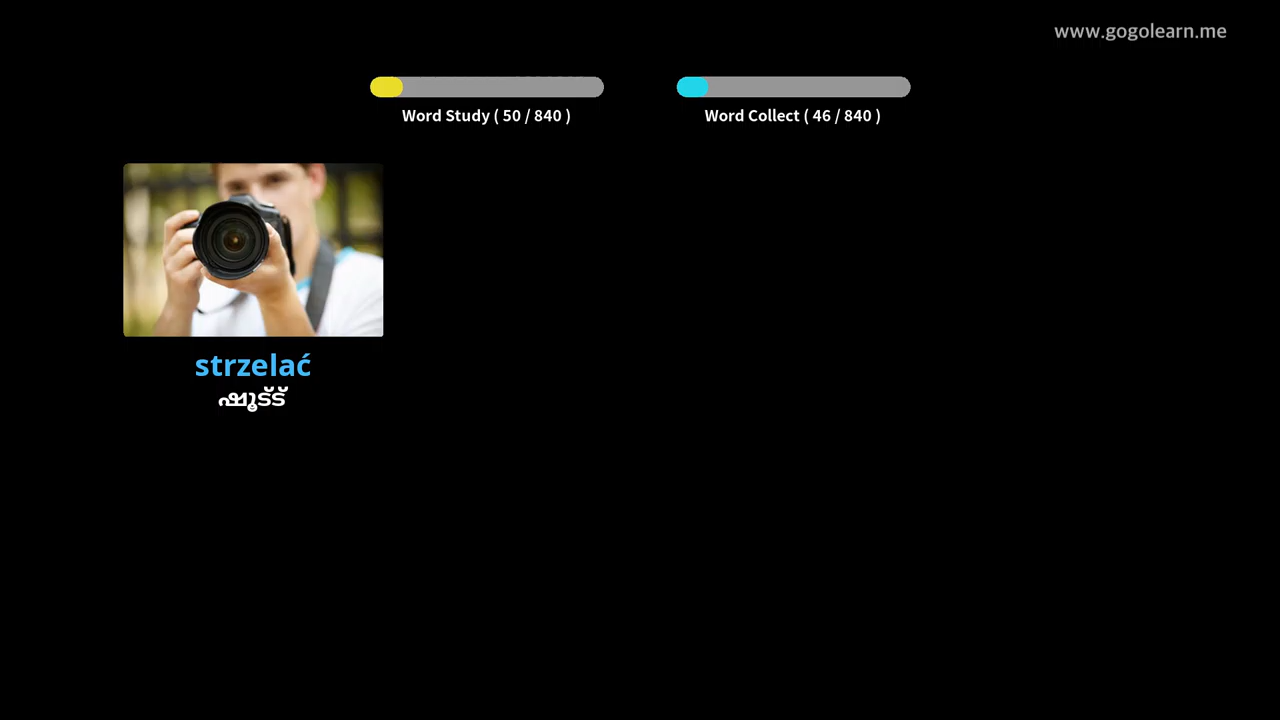 www.gogolearn.me
Word Study ( 50 / 840 )
Word Collect ( 46 / 840 )
strzelać
ഷൂട്ട്